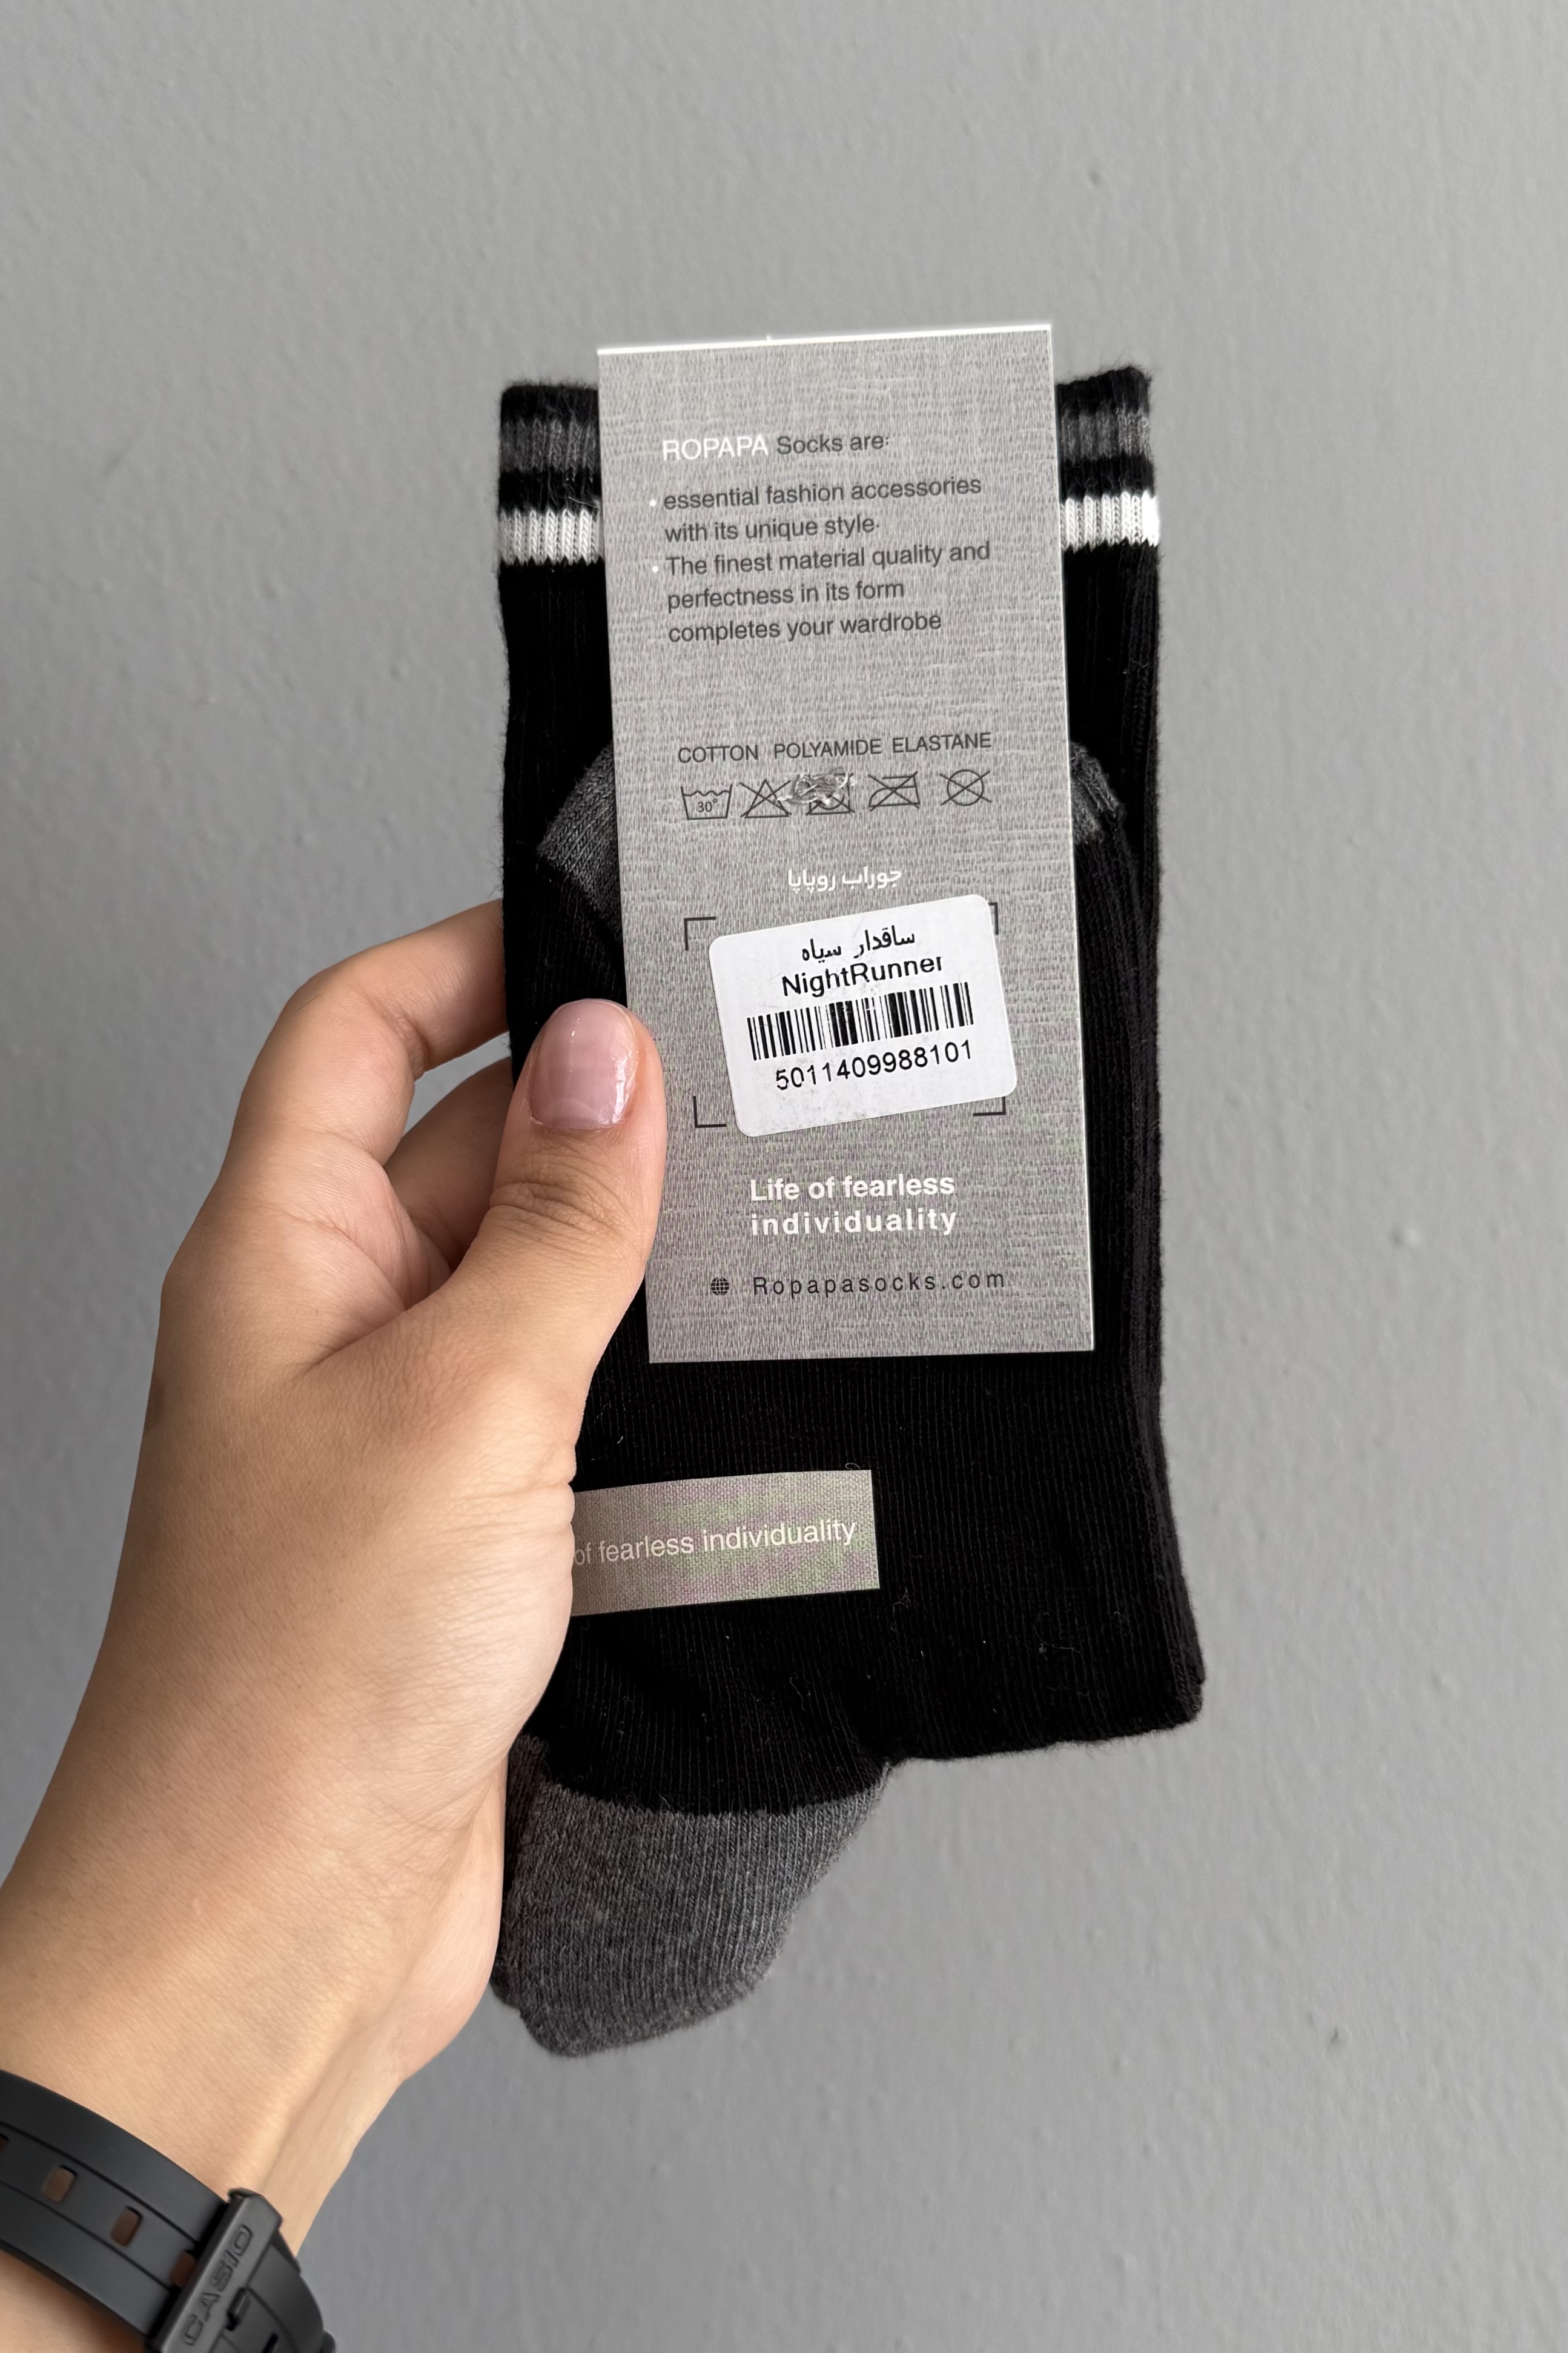 ROPAPA Socks are:
• essential fashion accessories
with its unique style.
• The finest material quality and
perfectness in its form
completes your wardrobe
COTTON POLYAMIDE ELASTANE
30°
جوراب روپاپا
ساقدار سیاه
NightRunner
5011409988101
Life of fearless
individuality
Ropapasocks.com
of fearless individuality
CASIO